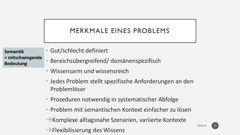 MERKMALE EINES PROBLEMS
Semantik
= mitschwingende
Bedeutung
• Gut/schlecht definiert
• Bereichsübergreifend/ domänenspezifisch
• Wissensarm und wissensreich
• Jedes Problem stellt spezifische Anforderungen an den
Problemlöser
• Prozeduren notwendig in systematischer Abfolge
• Problem mit semantischen Kontext einfacher zu lösen
→Komplexe alltagsnahe Szenarien, variierte Kontexte
→Flexibilisierung des Wissens